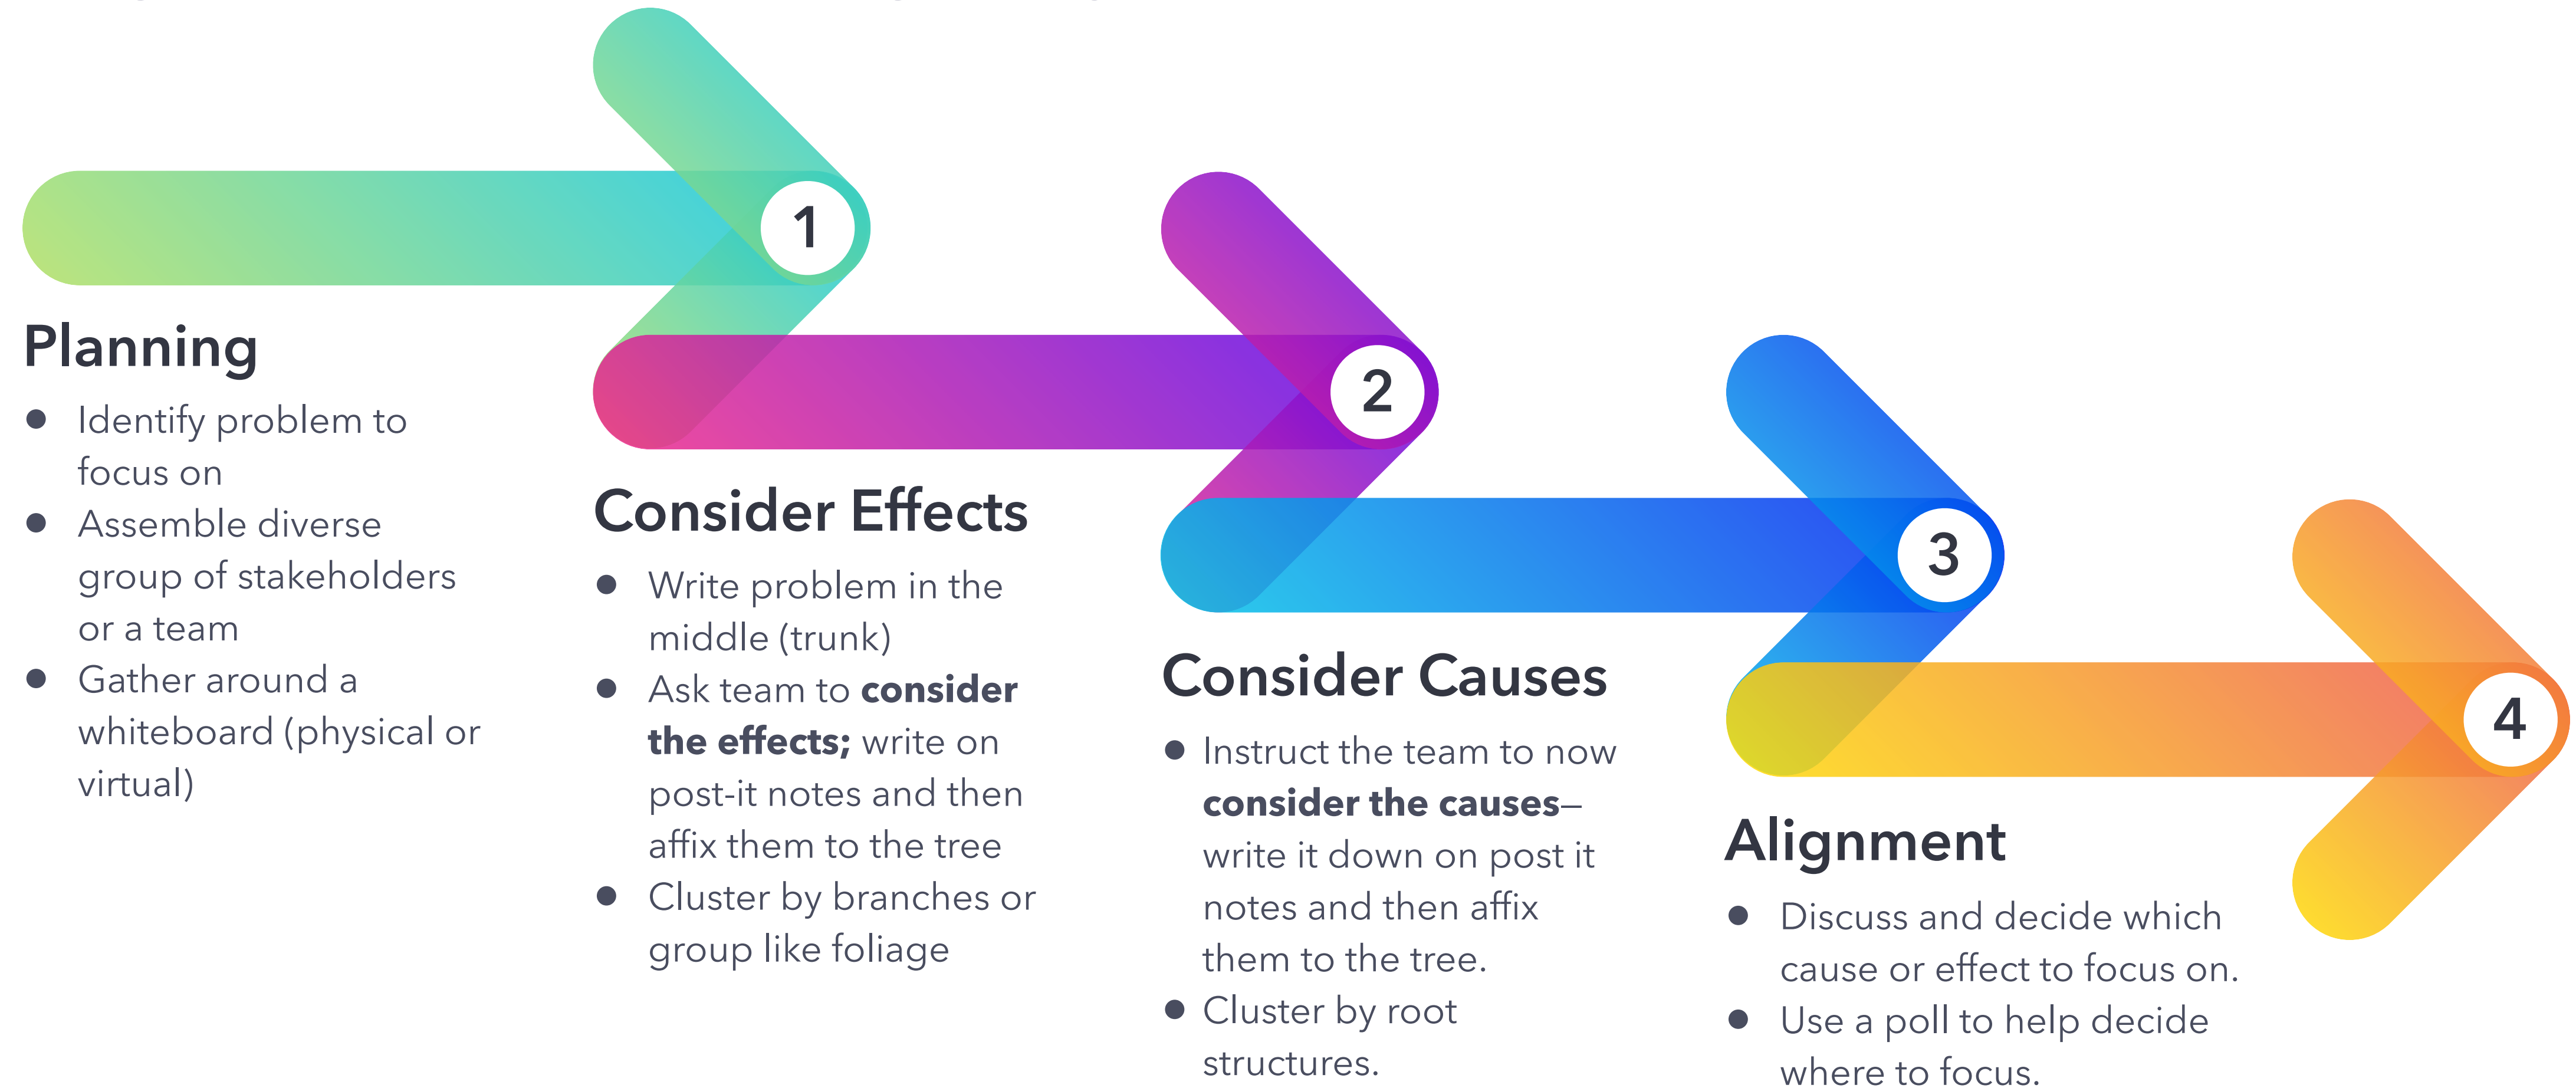 1
Planning
● Identify problem to
focus on
● Assemble diverse
group of stakeholders
or a team
● Gather around a
whiteboard (physical or
virtual)
2
Consider Effects
● Write problem in the
middle (trunk)
● Ask team to consider
the effects; write on
post-it notes and then
affix them to the tree
● Cluster by branches or
group like foliage
3
Consider Causes
● Instruct the team to now
consider the causes—
write it down on post it
notes and then affix
them to the tree.
● Cluster by root
structures.
4
Alignment
● Discuss and decide which
cause or effect to focus on.
● Use a poll to help decide
where to focus.